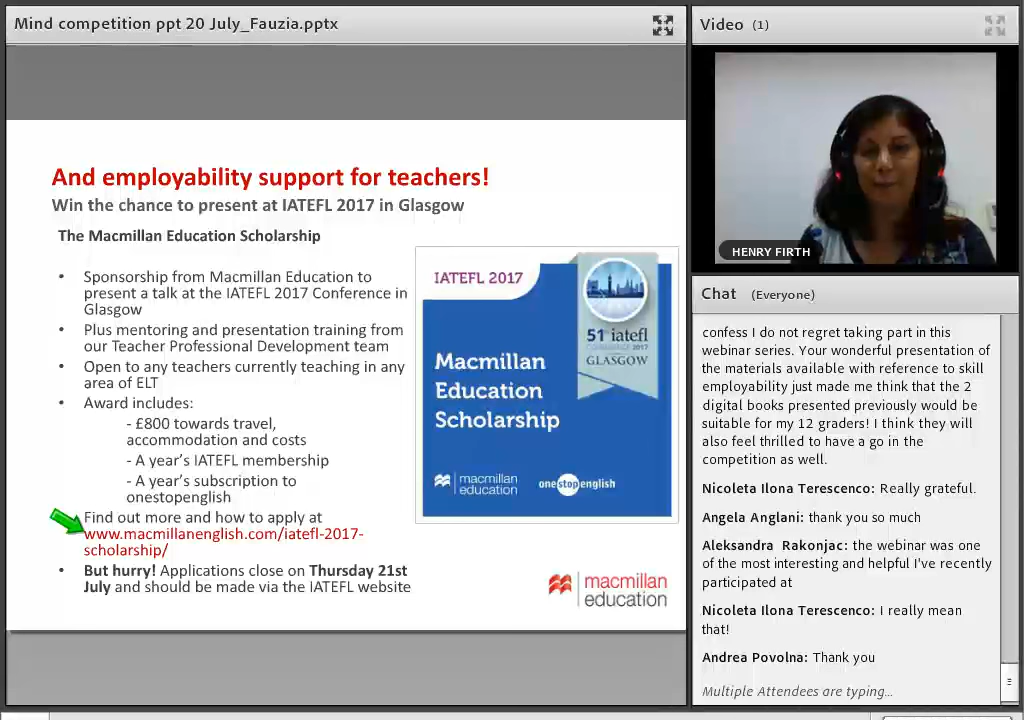 Mind competition ppt 20 July_Fauzia.pptx
And employability support for teachers!
Win the chance to present at IATEFL 2017 in Glasgow
The Macmillan Education Scholarship
• Sponsorship from Macmillan Education to
present a talk at the IATEFL 2017 Conference in
Glasgow
• Plus mentoring and presentation training from
our Teacher Professional Development team
• Open to any teachers currently teaching in any
area of ELT
• Award includes:
- £800 towards travel,
accommodation and costs
- A year's IATEFL membership
- A year's subscription to
onestopenglish
Find out more and how to apply at
www.macmillanenglish.com/iatefl-2017-
scholarship/
• But hurry! Applications close on Thursday 21st
July and should be made via the IATEFL website
IATEFL 2017
51 iatefl
GLASGOW
Macmillan
Education
Scholarship
macmillan
education
onestopenglish
macmillan
education
Video (1)
HENRY FIRTH
Chat (Everyone)
confess I do not regret taking part in this
webinar series. Your wonderful presentation of
the materials available with reference to skill
employability just made me think that the 2
digital books presented previously would be
suitable for my 12 graders! I think they will
also feel thrilled to have a go in the
competition as well.
Nicoleta Ilona Terescenco: Really grateful.
Angela Anglani: thank you so much
Aleksandra Rakonjac: the webinar was one
of the most interesting and helpful I've recently
participated at
Nicoleta Ilona Terescenco: I really mean
that!
Andrea Povolna: Thank you
Multiple Attendees are typing...